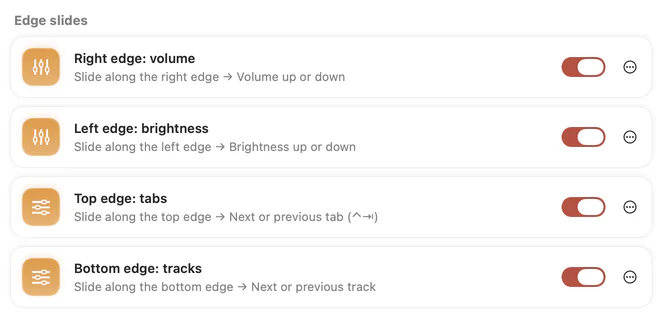 Edge slides
Right edge: volume
Slide along the right edge → Volume up or down
Left edge: brightness
Slide along the left edge → Brightness up or down
Top edge: tabs
Slide along the top edge → Next or previous tab (^⇥)
Bottom edge: tracks
Slide along the bottom edge → Next or previous track